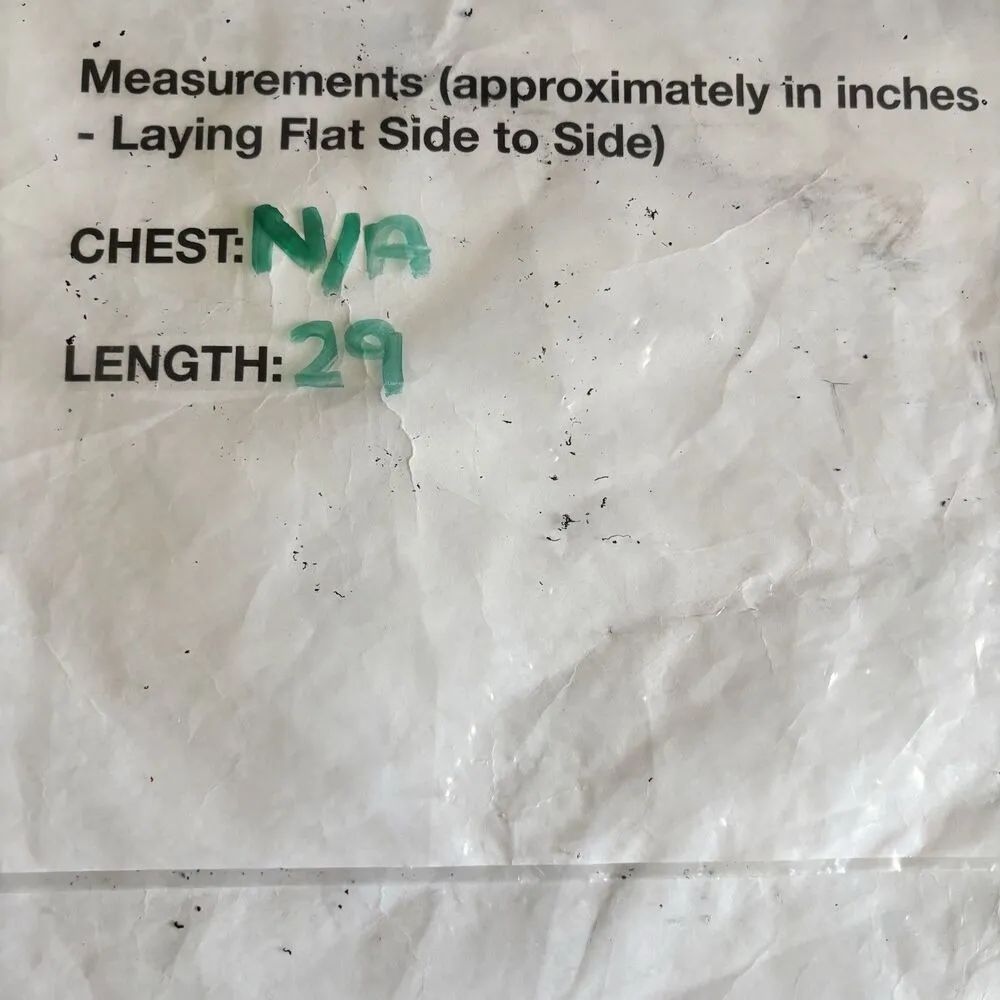 Measurements (approximately in inches.
- Laying Flat Side to Side)
CHEST: N/A
LENGTH: 29